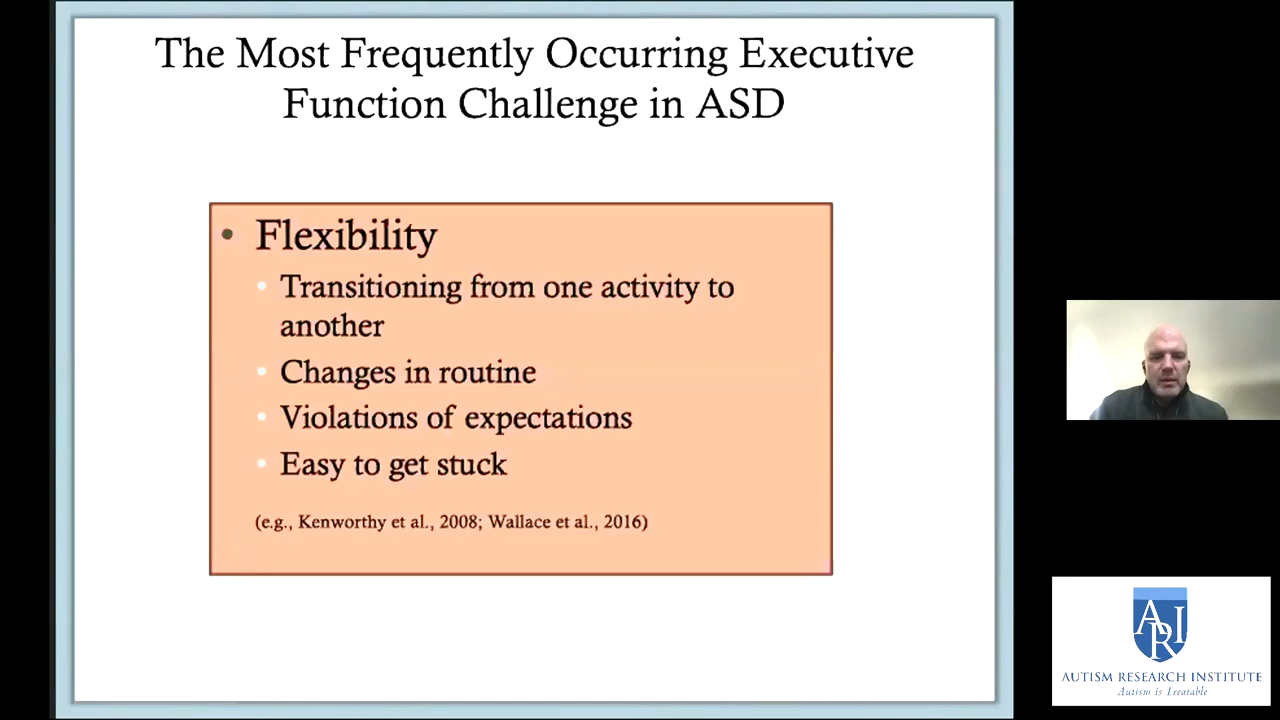 The Most Frequently Occurring Executive
Function Challenge in ASD
• Flexibility
• Transitioning from one activity to
another
• Changes in routine
• Violations of expectations
• Easy to get stuck
(e.g., Kenworthy et al., 2008; Wallace et al., 2016)
ARI
AUTISM RESEARCH INSTITUTE
Autism is Treatable